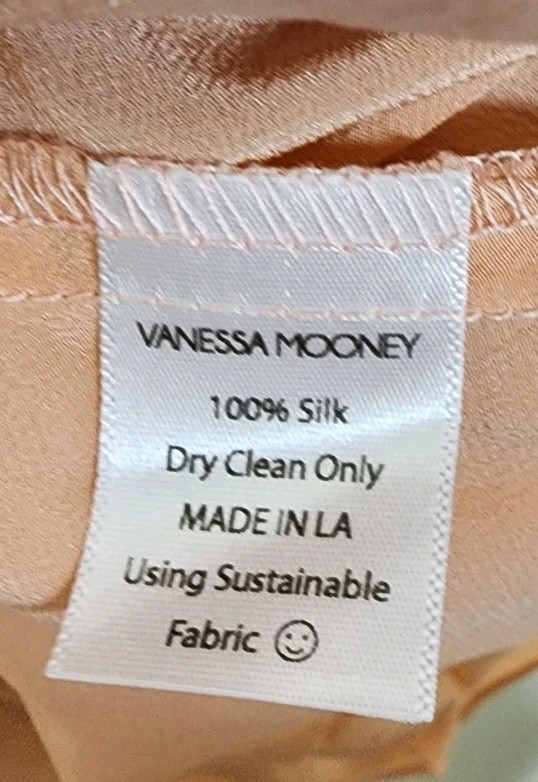 VANESSA MOONEY
100% Silk
Dry Clean Only
MADE IN LA
Using Sustainable
Fabric ☺